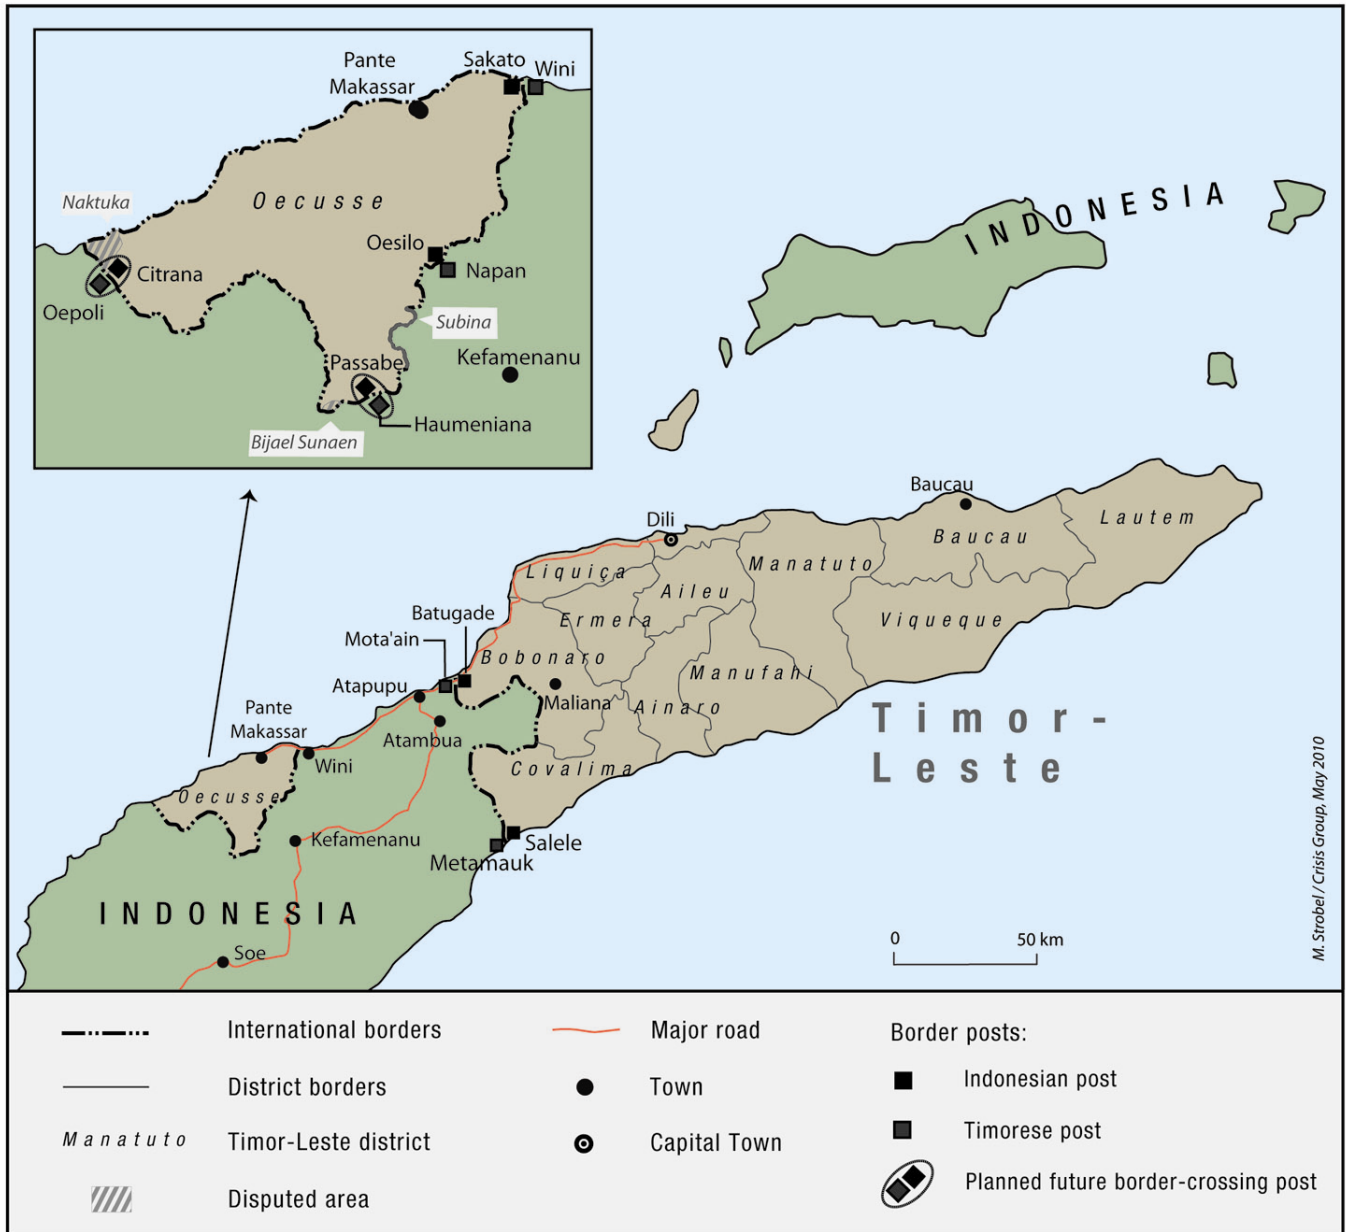 Pante
Makassar
Sakato
Wini
Naktuka
Oecusse
Oesilo
Napan
Citrana
Oepoli
Subina
Passabe
Kefamenanu
Haumeniana
Bijael Sunaen
INDONESIA
Baucau
Dili
Lautem
Baucau
Manatuto
Liquiça
Aileu
Ermera
Viqueque
Batugade
Mota'ain
Bobonaro
Manufahi
Atapupu
Maliana
Ainaro
Pante
Makassar
Atambua
Wini
Timor-
Leste
Covalima
Oecusse
Kefamenanu
Salele
Metamauk
INDONESIA
Soe
0 50 km
M. Strobel / Crisis Group, May 2010
International borders
District borders
Manatuto Timor-Leste district
Disputed area
Major road
Town
Capital Town
Border posts:
Indonesian post
Timorese post
Planned future border-crossing post